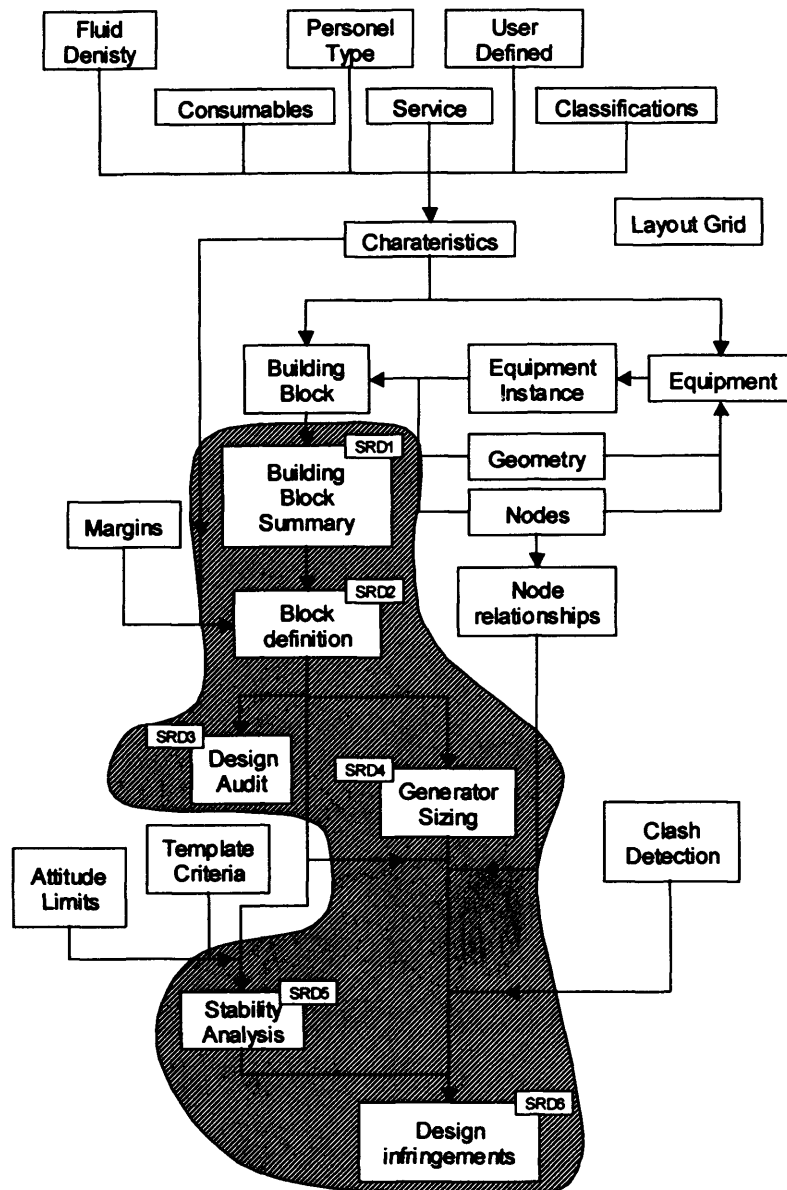 Fluid
Denisty
Personel
Type
User
Defined
Consumables
Service
Classifications
Layout Grid
Charateristics
Building
Block
Equipment
Instance
Equipment
SRD1
Building
Block
Summary
Geometry
Nodes
Margins
SRD2
Block
definition
Node
relationships
SRD3
Design
Audit
SRD4
Generator
Sizing
Clash
Detection
Template
Criteria
Attitude
Limits
SRD5
Stability
Analysis
SRD6
Design
infringements